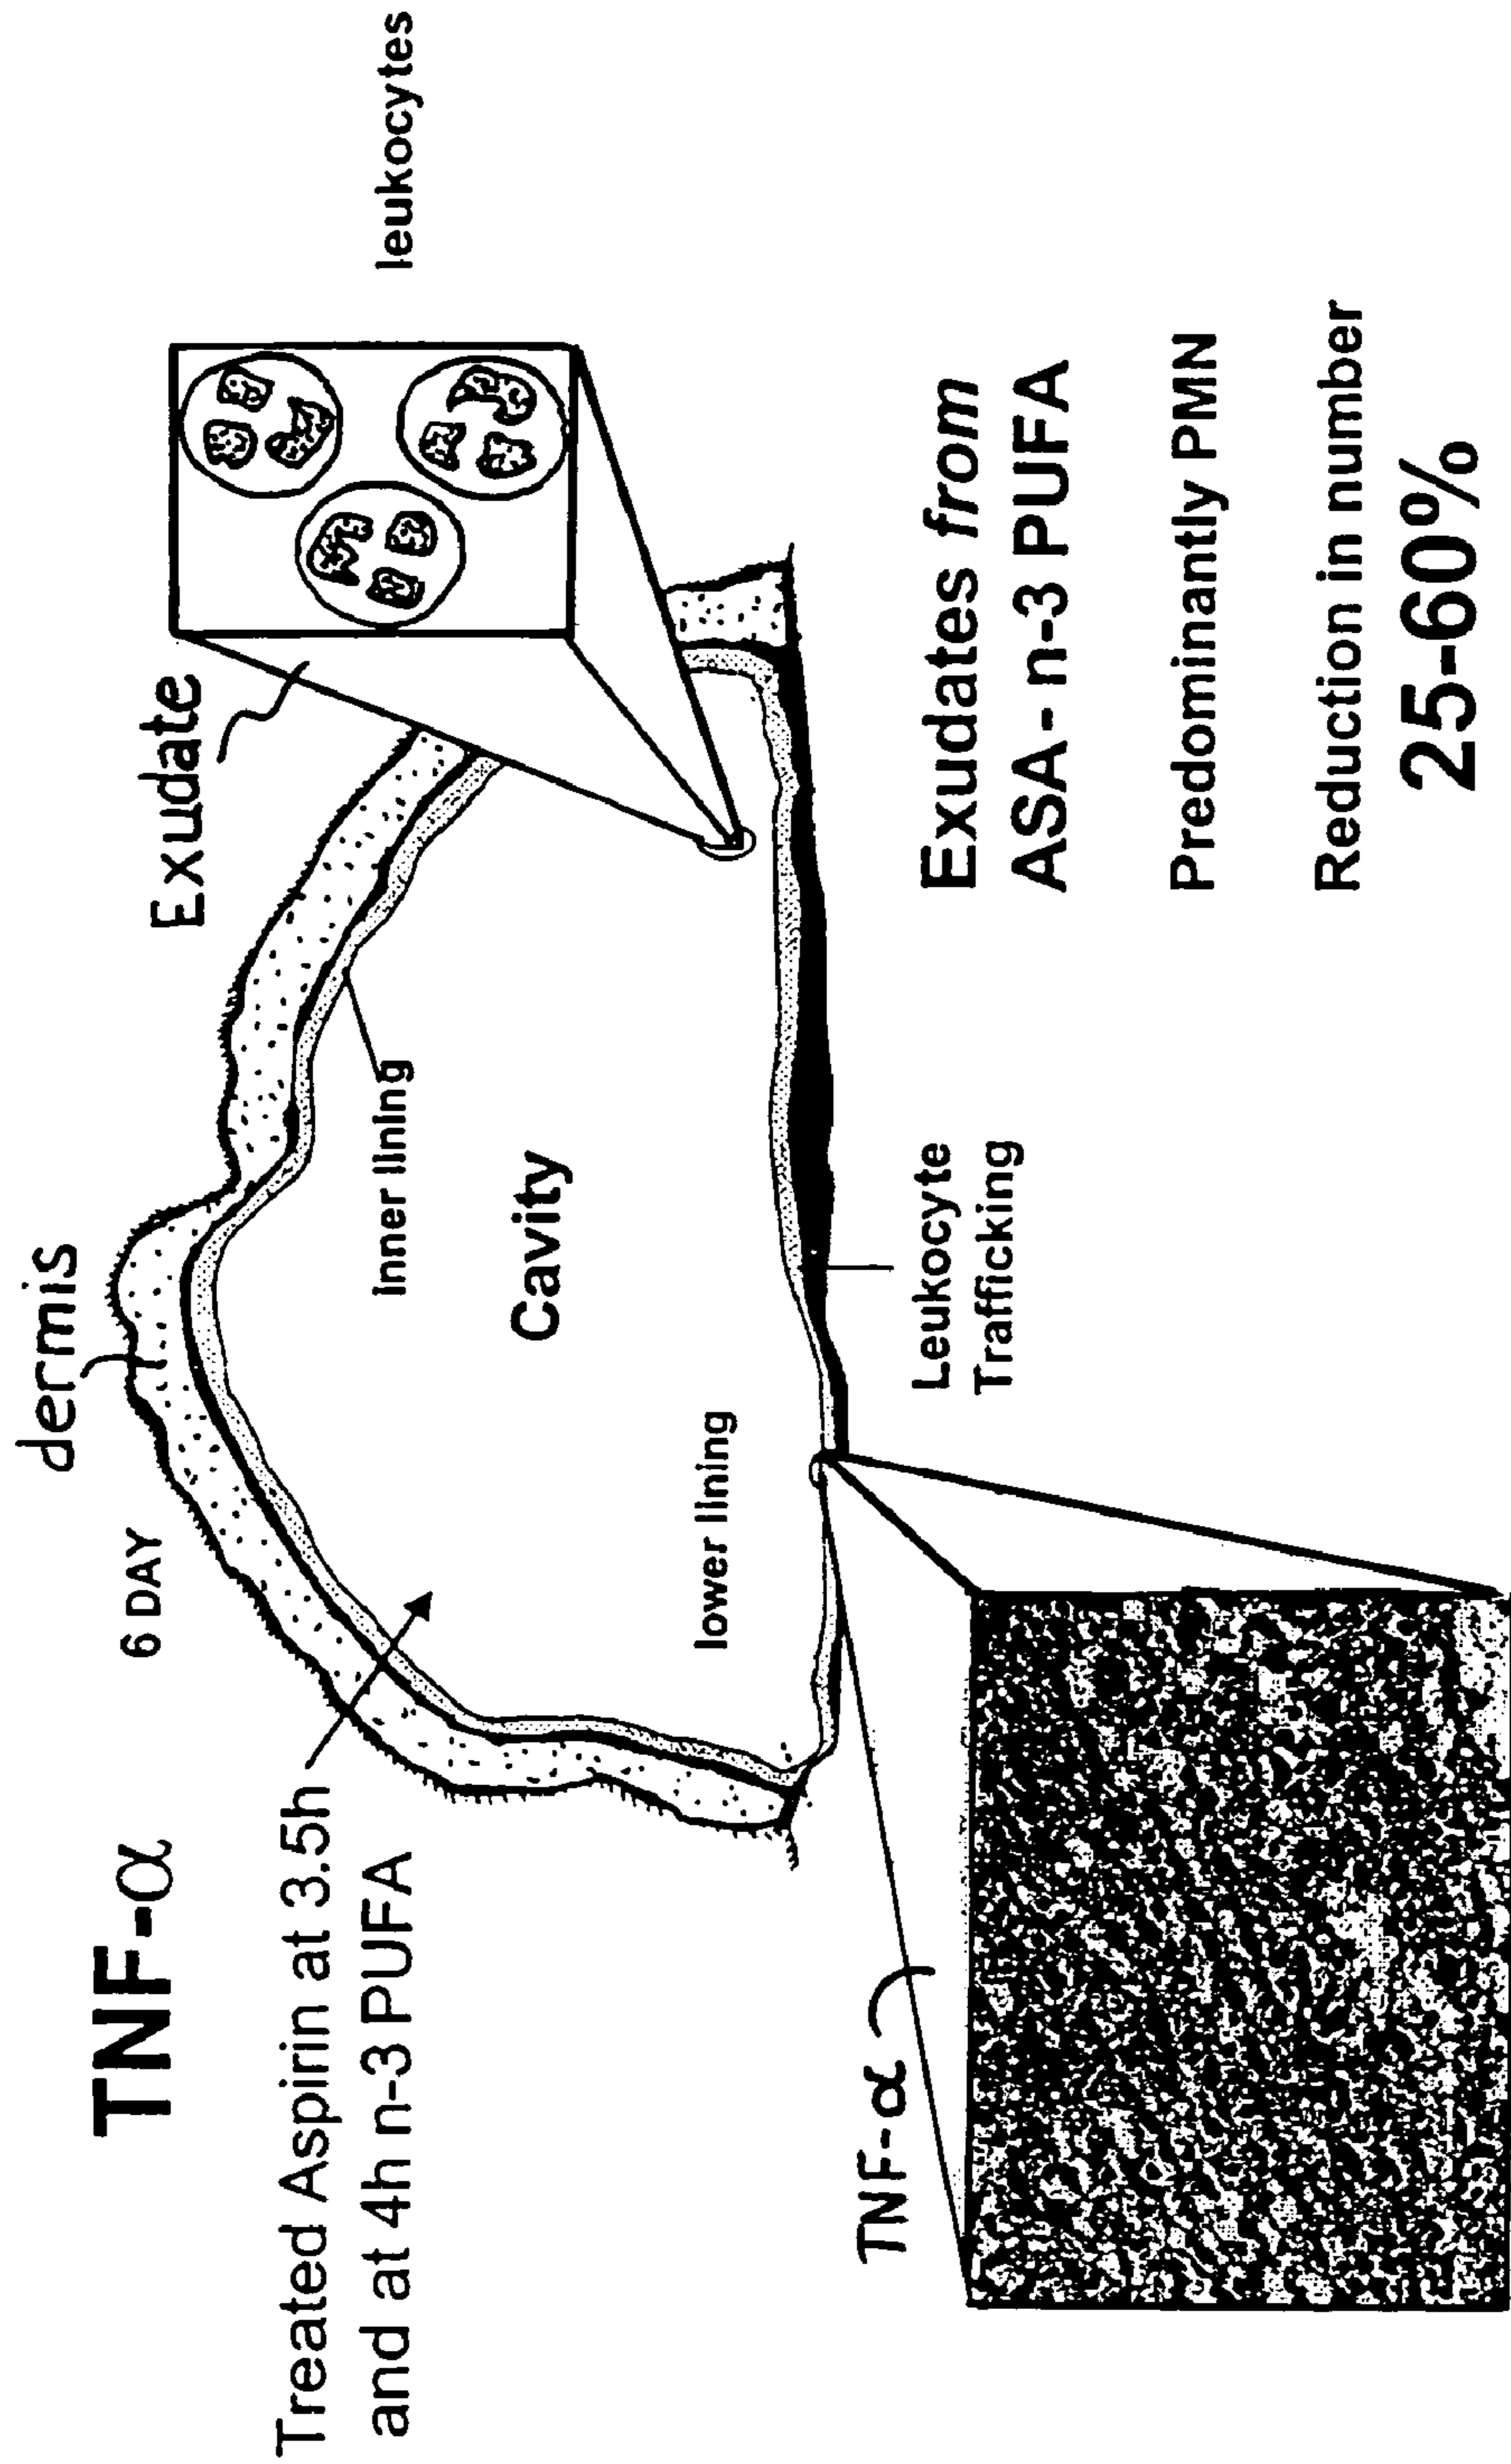 TNF-α
6 DAY
dermis
Exudate
Treated Aspirin at 3.5h
and at 4h n-3 PUFA
Inner lining
leukocytes
Cavity
lower lining
TNF-α
Leukocyte
Trafficking
Exudates from
ASA - n-3 PUFA
Predominantly PMN
Reduction in number
25-60%